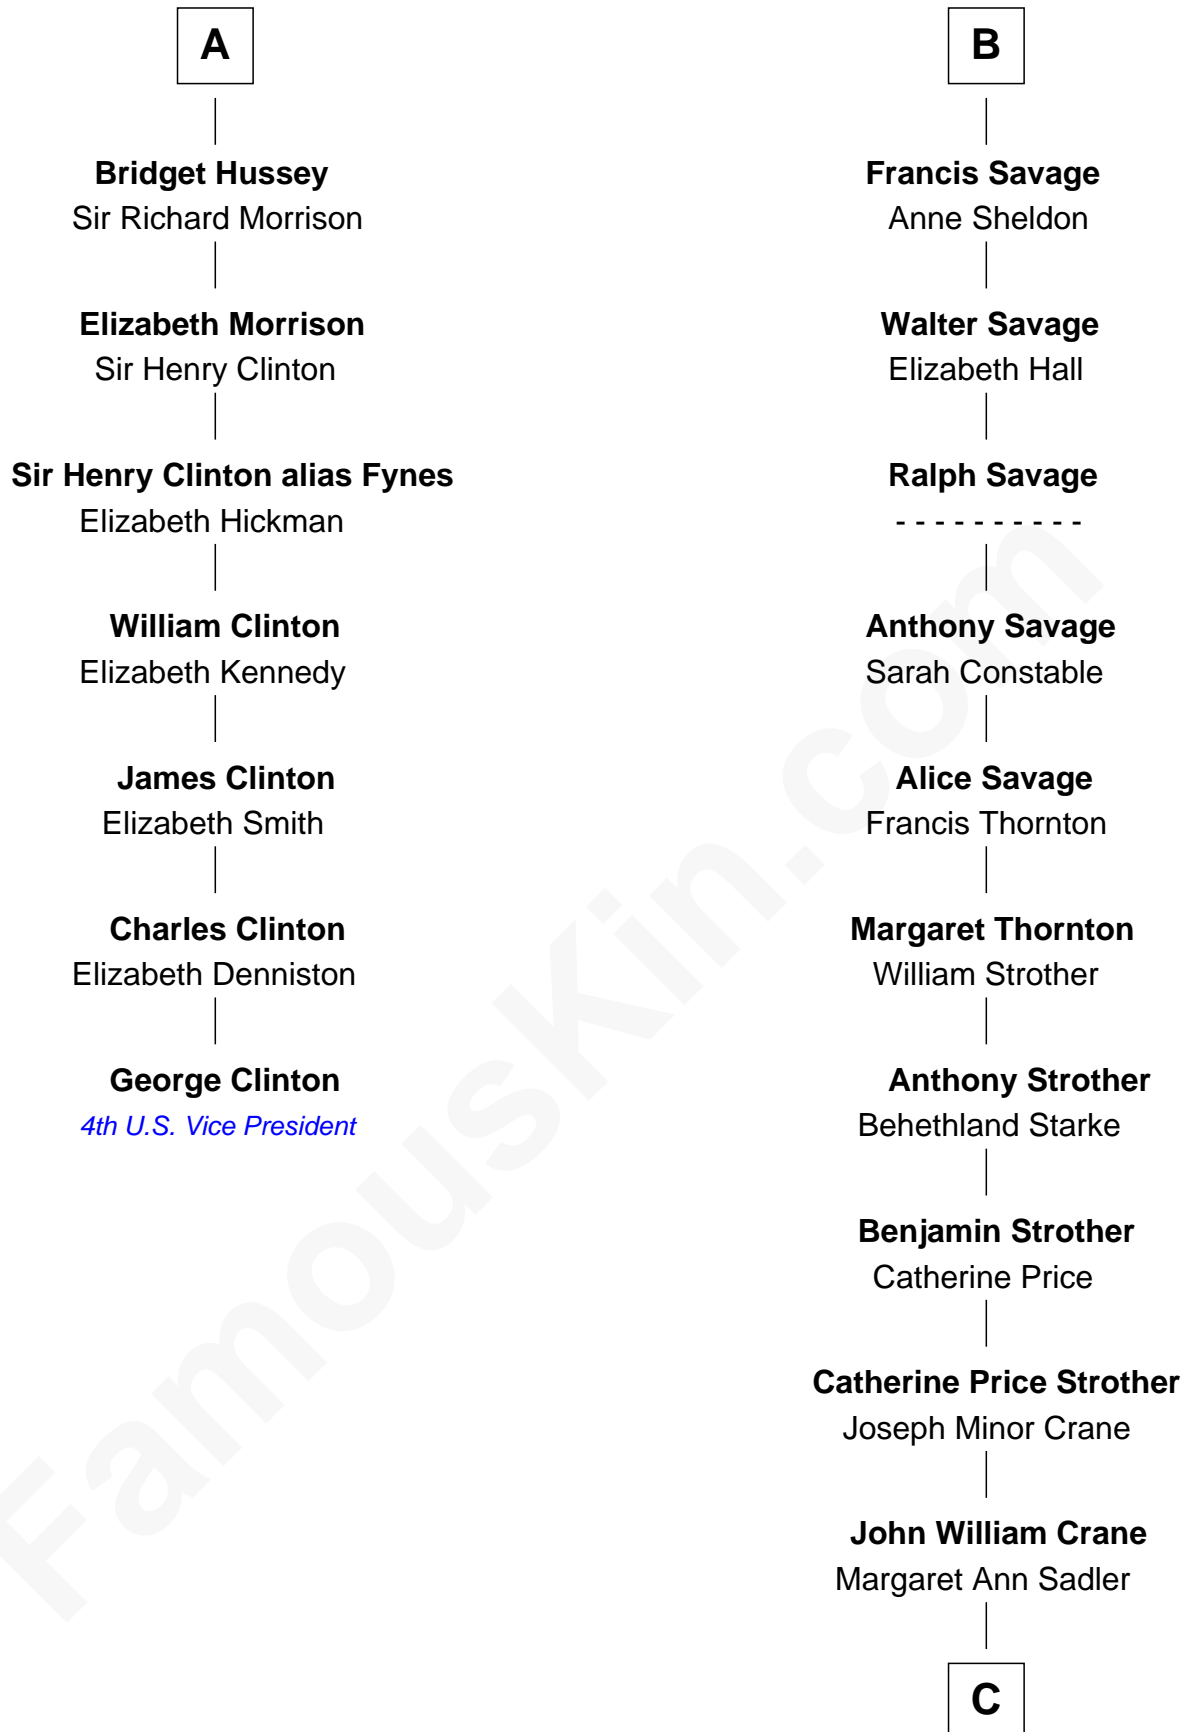 A
Bridget Hussey
Sir Richard Morrison
Elizabeth Morrison
Sir Henry Clinton
Sir Henry Clinton alias Fynes
Elizabeth Hickman
William Clinton
Elizabeth Kennedy
James Clinton
Elizabeth Smith
Charles Clinton
Elizabeth Denniston
George Clinton
4th U.S. Vice President
B
Francis Savage
Anne Sheldon
Walter Savage
Elizabeth Hall
Ralph Savage
- - - - - - - - - -
Anthony Savage
Sarah Constable
Alice Savage
Francis Thornton
Margaret Thornton
William Strother
Anthony Strother
Behethland Starke
Benjamin Strother
Catherine Price
Catherine Price Strother
Joseph Minor Crane
John William Crane
Margaret Ann Sadler
C
FamousKin.com